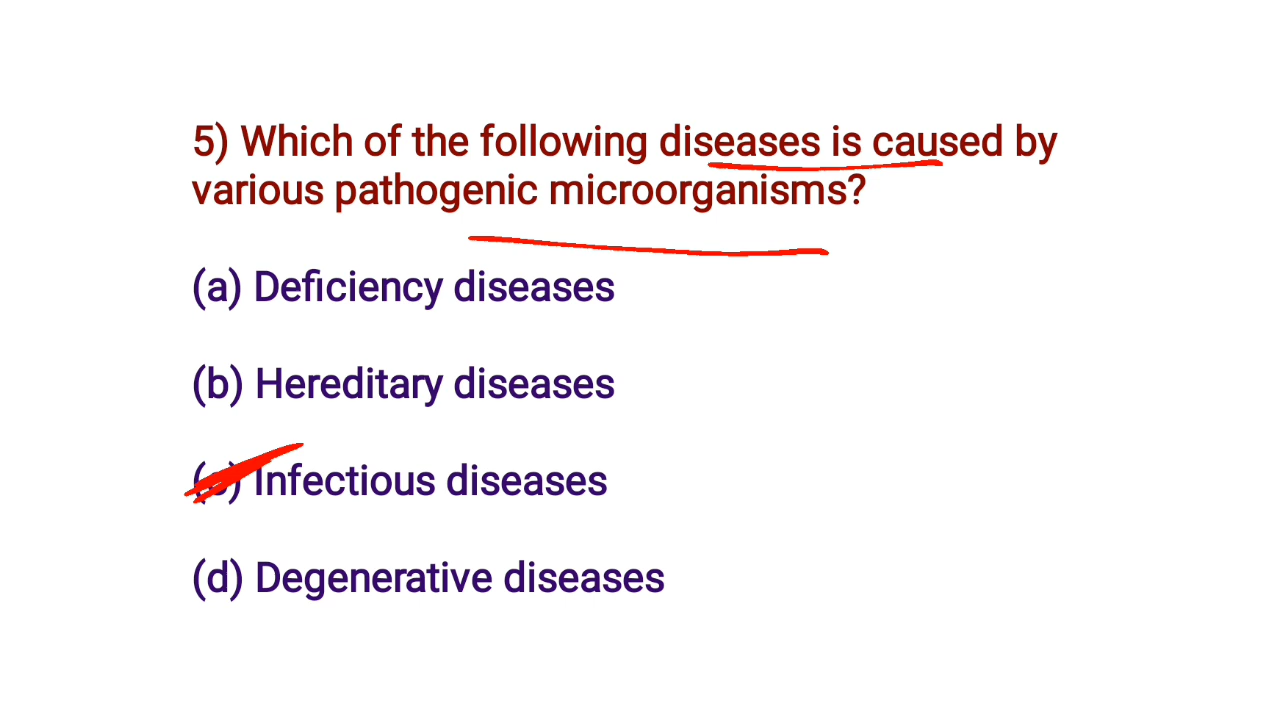 5) Which of the following diseases is caused by
various pathogenic microorganisms?
(a) Deficiency diseases
(b) Hereditary diseases
(c) Infectious diseases
(d) Degenerative diseases